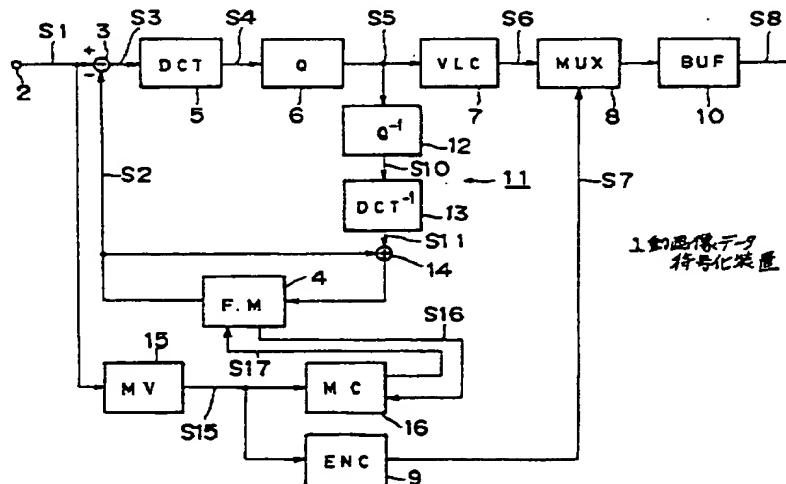 S1
+
3
S3
S4
S5
S6
S8
-
2
DCT
5
Q
6
VLC
7
MUX
8
BUF
10
Q⁻¹
12
S2
S10
11
S7
DCT⁻¹
13
S11
14
1動画像データ
符号化装置
4
F.M
S16
15
S17
MV
MC
S15
16
ENC
9